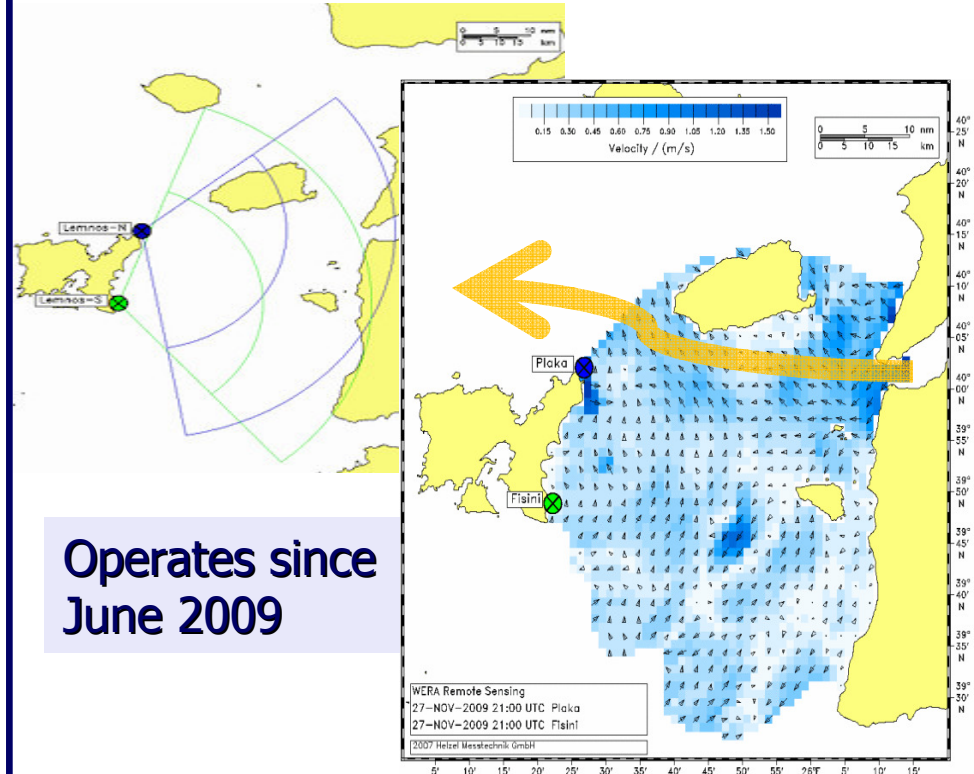 0 5 10 nm
0 5 10 15 km
Lemnos-N
Lemnos-S
0.15 0.30 0.45 0.60 0.75 0.90 1.05 1.20 1.35 1.50
Velocity / (m/s)
0 5 10 nm
0 5 10 15 km
40° 25' N
40° 20' N
40° 15' N
40° 10' N
40° 05' N
40° 00' N
39° 55' N
39° 50' N
39° 45' N
39° 40' N
39° 35' N
39° 30' N
Plaka
Fisini
Operates since
June 2009
WERA Remote Sensing
27-NOV-2009 21:00 UTC Plaka
27-NOV-2009 21:00 UTC Fisini
2007 Helzel Messtechnik GmbH
5' 10' 15' 20' 25' 30' 35' 40' 45' 50' 55' 26°E 5' 10' 15'